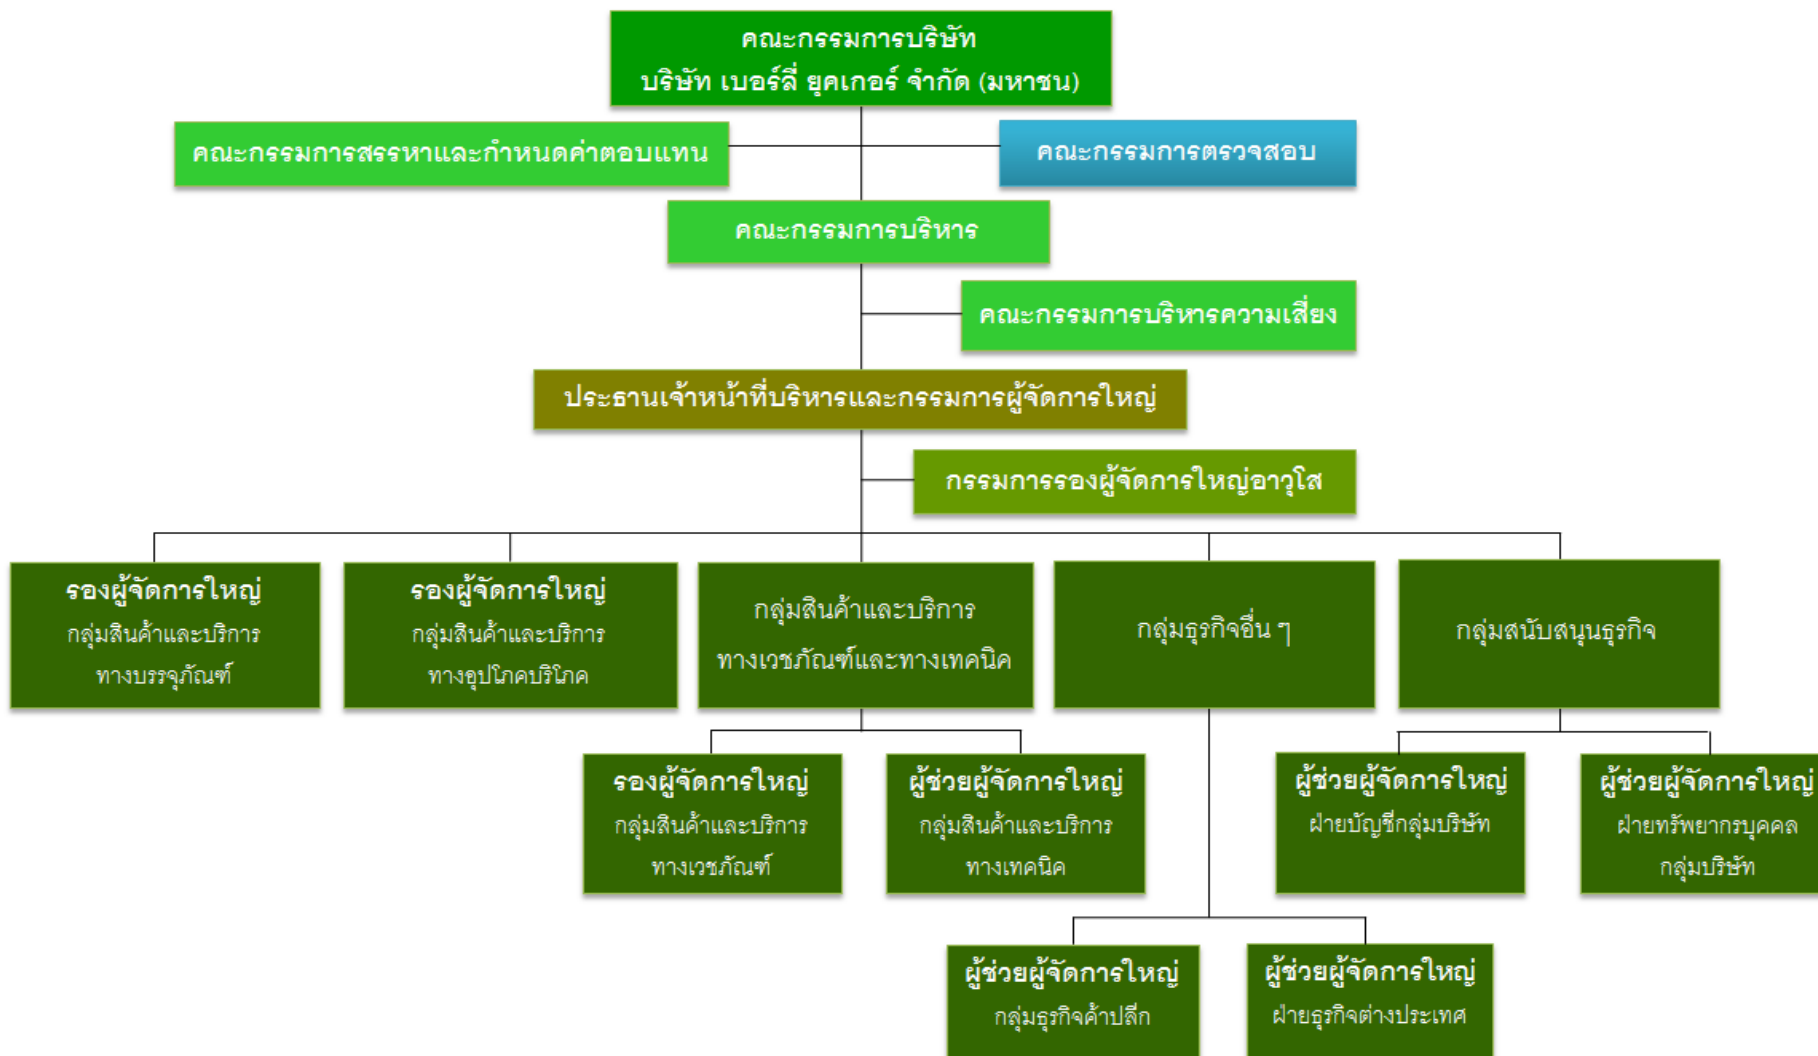 คณะกรรมการบริษัท
บริษัท เบอร์ลี่ ยุคเกอร์ จำกัด (มหาชน)
คณะกรรมการสรรหาและกำหนดค่าตอบแทน
คณะกรรมการตรวจสอบ
คณะกรรมการบริหาร
คณะกรรมการบริหารความเสี่ยง
ประธานเจ้าหน้าที่บริหารและกรรมการผู้จัดการใหญ่
กรรมการรองผู้จัดการใหญ่อาวุโส
รองผู้จัดการใหญ่
กลุ่มสินค้าและบริการ
ทางบรรจุภัณฑ์
รองผู้จัดการใหญ่
กลุ่มสินค้าและบริการ
ทางอุปโภคบริโภค
กลุ่มสินค้าและบริการ
ทางเวชภัณฑ์และทางเทคนิค
กลุ่มธุรกิจอื่น ๆ
กลุ่มสนับสนุนธุรกิจ
รองผู้จัดการใหญ่
กลุ่มสินค้าและบริการ
ทางเวชภัณฑ์
ผู้ช่วยผู้จัดการใหญ่
กลุ่มสินค้าและบริการ
ทางเทคนิค
ผู้ช่วยผู้จัดการใหญ่
ฝ่ายบัญชีกลุ่มบริษัท
ผู้ช่วยผู้จัดการใหญ่
ฝ่ายทรัพยากรบุคคล
กลุ่มบริษัท
ผู้ช่วยผู้จัดการใหญ่
กลุ่มธุรกิจค้าปลีก
ผู้ช่วยผู้จัดการใหญ่
ฝ่ายธุรกิจต่างประเทศ